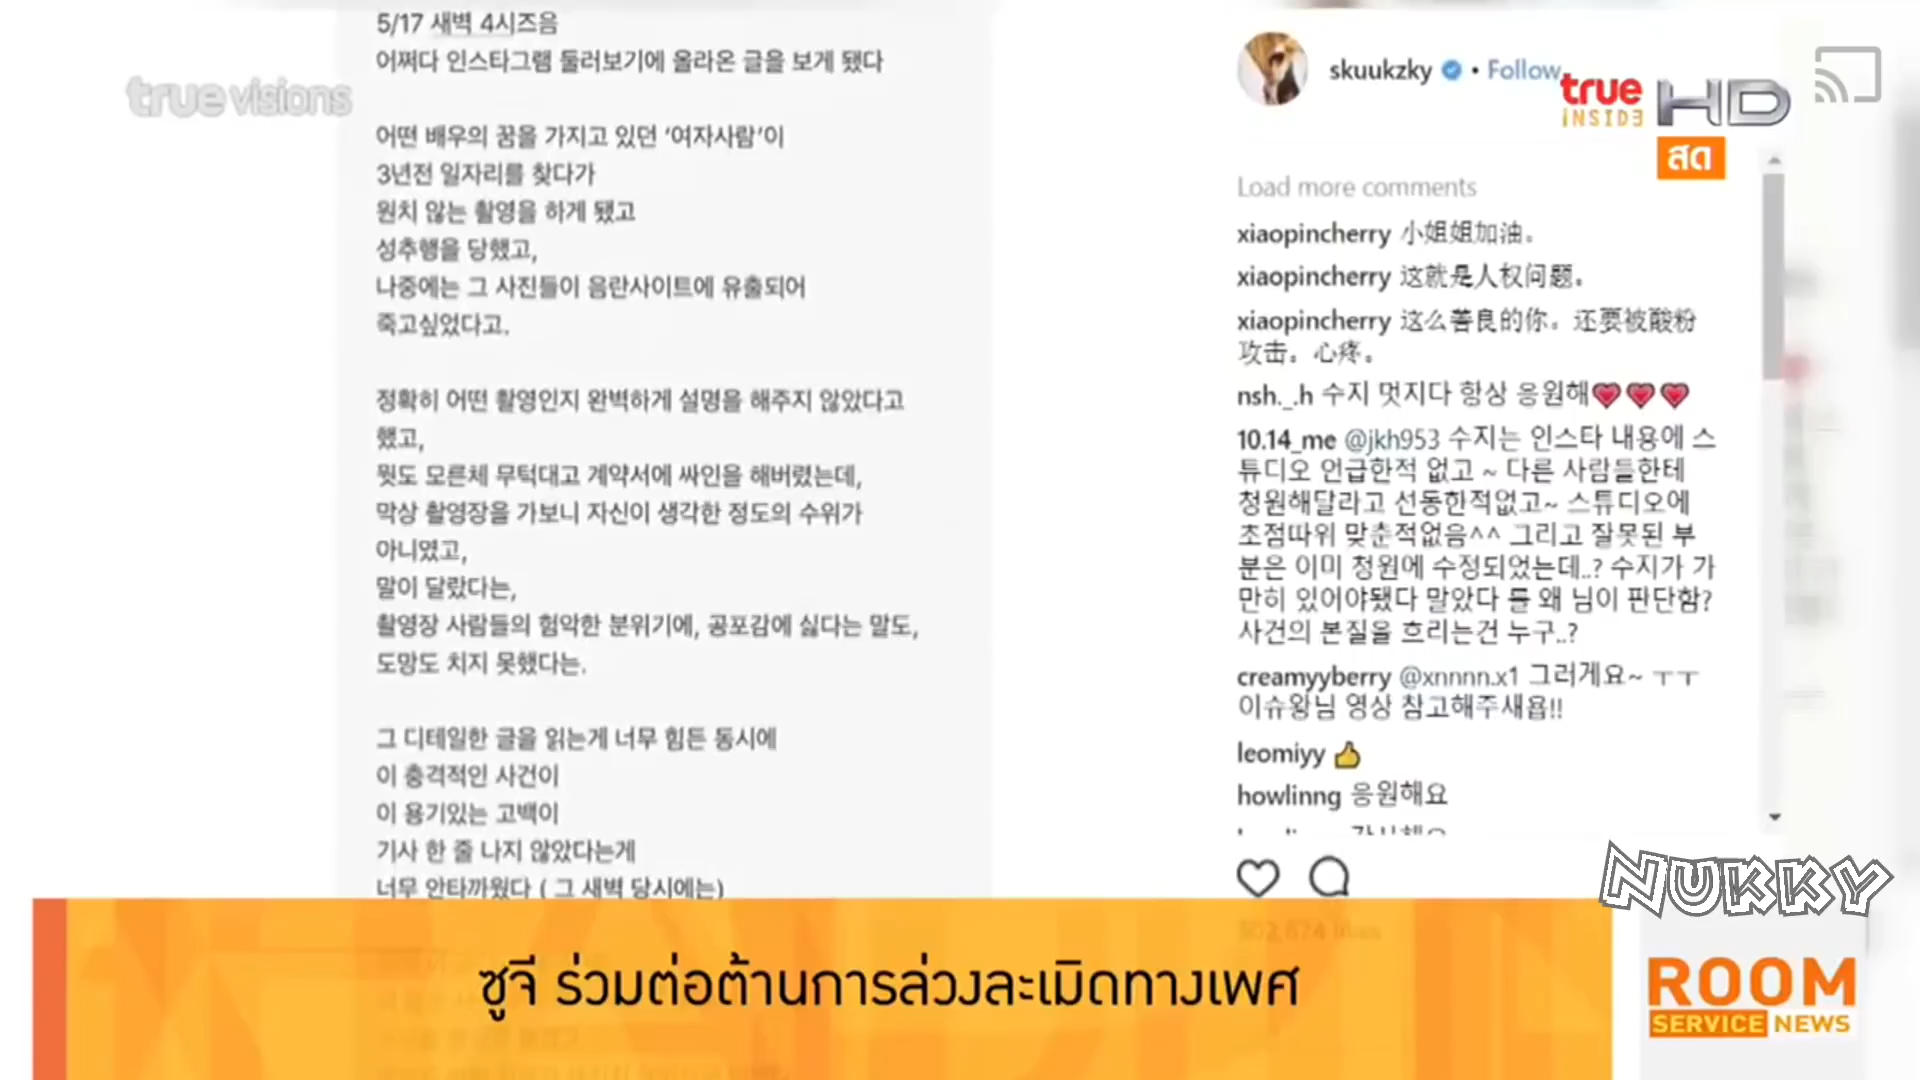 5/17 새벽 4시즈음
어쩌다 인스타그램 둘러보기에 올라온 글을 보게 됐다
어떤 배우의 꿈을 가지고 있던 ‘여자사람’이
3년전 일자리를 찾다가
원치 않는 촬영을 하게 됐고
성추행을 당했고,
나중에는 그 사진들이 음란사이트에 유출되어
죽고싶었다고.
정확히 어떤 촬영인지 완벽하게 설명을 해주지 않았다고
했고,
뭣도 모른체 무턱대고 계약서에 싸인을 해버렸는데,
막상 촬영장을 가보니 자신이 생각한 정도의 수위가
아니였고,
말이 달랐다는,
촬영장 사람들의 험악한 분위기에, 공포감에 싫다는 말도,
도망도 치지 못했다는.
그 디테일한 글을 읽는게 너무 힘든 동시에
이 충격적인 사건이
이 용기있는 고백이
기사 한 줄 나지 않았다는게
너무 안타까웠다 ( 그 새벽 당시에는)
true visions
skuukzky • Follow
true
INSIDE
HD
สด
Load more comments
xiaopincherry 小姐姐加油。
xiaopincherry 这就是人权问题。
xiaopincherry 这么善良的你。还要被酸粉
攻击。心疼。
nsh._.h 수지 멋지다 항상 응원해💗💗💗
10.14_me @jkh953 수지는 인스타 내용에 스
튜디오 언급한적 없고 ~ 다른 사람들한테
청원해달라고 선동한적없고~ 스튜디오에
초점따위 맞춘적없음^^ 그리고 잘못된 부
분은 이미 청원에 수정되었는데..? 수지가 가
만히 있어야됐다 말았다 를 왜 님이 판단함?
사건의 본질을 흐리는건 누구..?
creamyyberry @xnnnn.x1 그러게요~ ㅜㅜ
이슈왕님 영상 참고해주새욥!!
leomiyy 👍
howlinng 응원해요
NUKKY
ซูจี ร่วมต่อต้านการล่วงละเมิดทางเพศ
ROOM
SERVICE NEWS